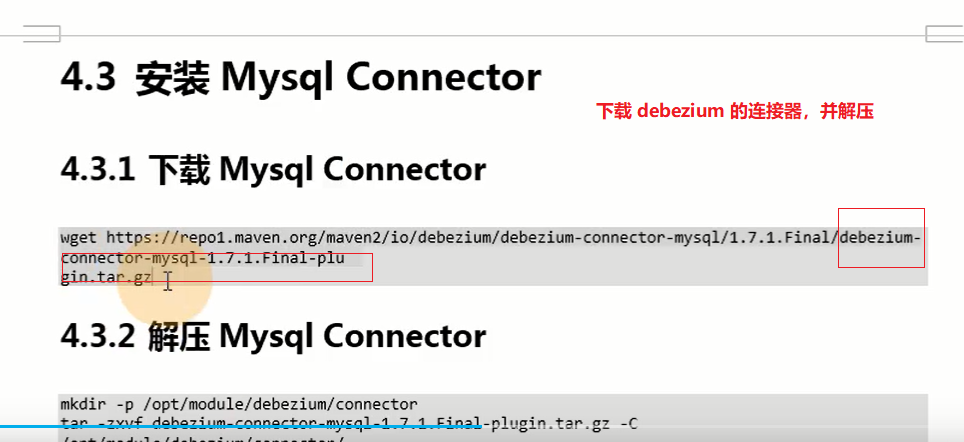 4.3 安装 Mysql Connector
下载 debezium 的连接器，并解压
4.3.1 下载 Mysql Connector
wget https://repo1.maven.org/maven2/io/debezium/debezium-connector-mysql/1.7.1.Final/debezium-
connector-mysql-1.7.1.Final-plu
gin.tar.gz
4.3.2 解压 Mysql Connector
mkdir -p /opt/module/debezium/connector
tar -zxvf debezium-connector-mysql-1.7.1.Final-plugin.tar.gz -C
/opt/module/debezium/connector/